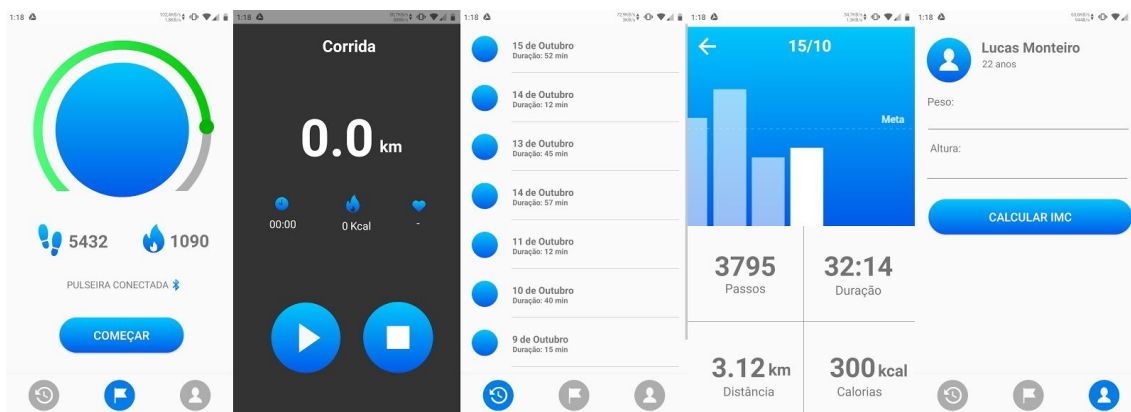 1:18
5432
1090
PULSEIRA CONECTADA
COMEÇAR
1:18
Corrida
0.0 km
00:00
0 Kcal
-
1:18
15 de Outubro
Duração: 52 min
14 de Outubro
Duração: 12 min
13 de Outubro
Duração: 45 min
14 de Outubro
Duração: 57 min
11 de Outubro
Duração: 12 min
10 de Outubro
Duração: 40 min
9 de Outubro
Duração: 15 min
1:18
15/10
Meta
3795
Passos
32:14
Duração
3.12 km
Distância
300 kcal
Calorias
1:18
Lucas Monteiro
22 anos
Peso:
Altura:
CALCULAR IMC